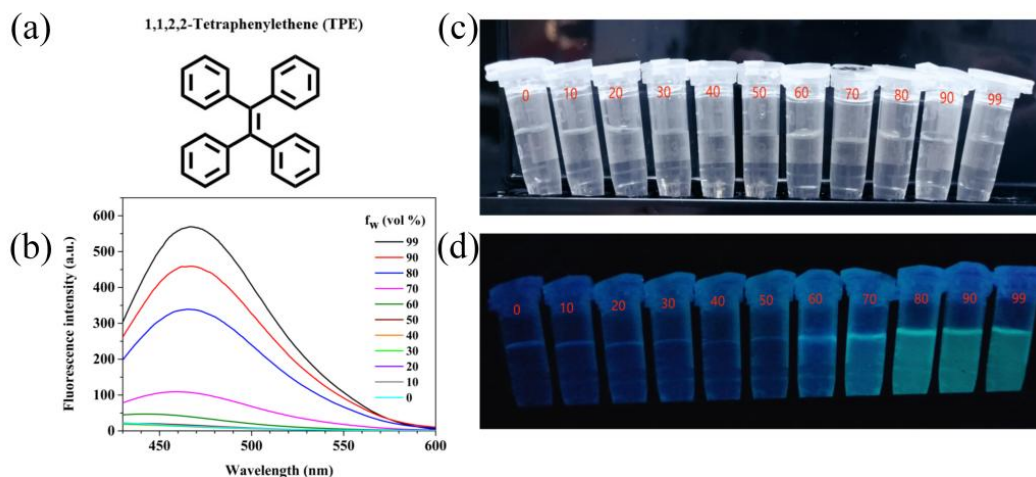 (a)
1,1,2,2-Tetraphenylethene (TPE)
(b)
600
500
400
300
200
100
0
Fluorescence intensity (a.u.)
450
500
550
600
Wavelength (nm)
f_w (vol %)
99
90
80
70
60
50
40
30
20
10
0
(c)
0 10 20 30 40 50 60 70 80 90 99
(d)
0 10 20 30 40 50 60 70 80 90 99